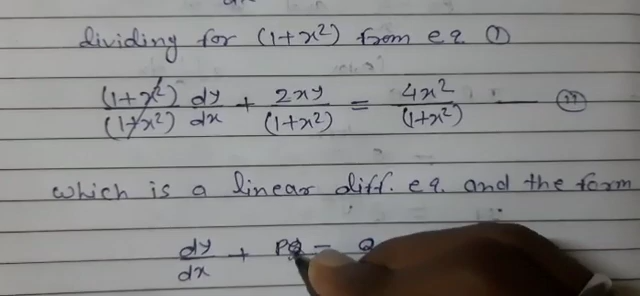 dividing for (1+x²) from eq. ①
(1+x²)/(1+x²) dy/dx + 2xy/(1+x²) = 4x²/(1+x²) — (ii)
which is a linear diff. eq. and the form
dy/dx + P = Q